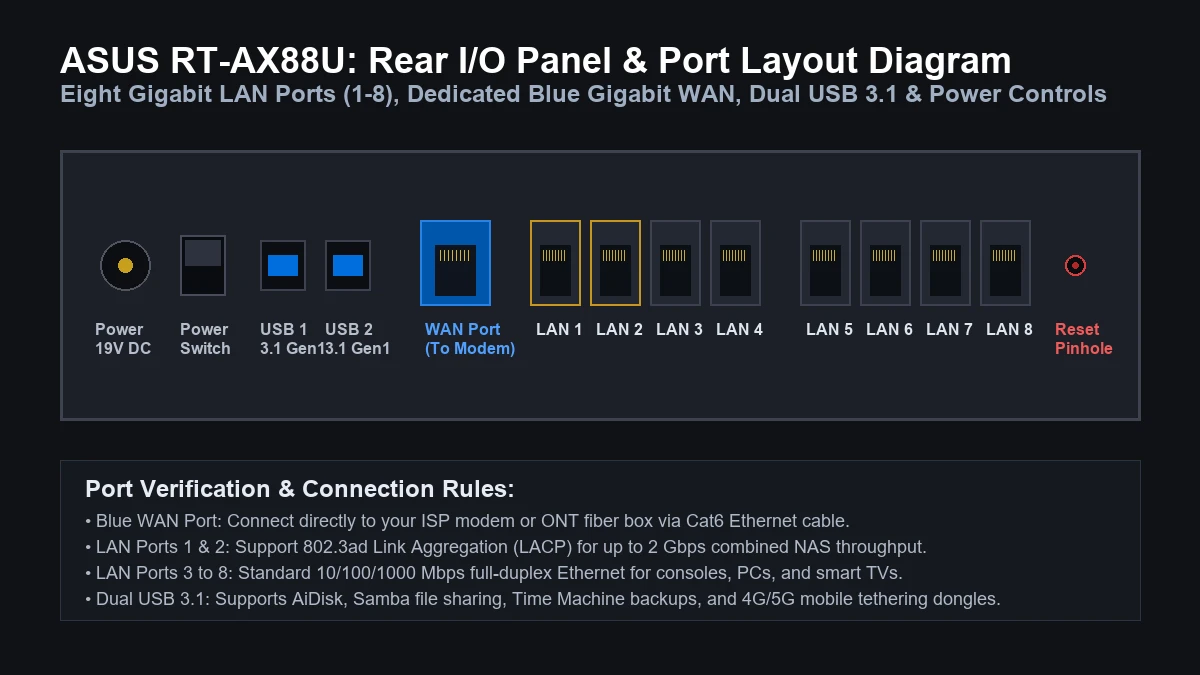 ASUS RT-AX88U: Rear I/O Panel & Port Layout Diagram
Eight Gigabit LAN Ports (1-8), Dedicated Blue Gigabit WAN, Dual USB 3.1 & Power Controls
Power
19V DC
Power
Switch
USB 1
3.1 Gen1
USB 2
3.1 Gen1
WAN Port
(To Modem)
LAN 1
LAN 2
LAN 3
LAN 4
LAN 5
LAN 6
LAN 7
LAN 8
Reset
Pinhole
Port Verification & Connection Rules:
• Blue WAN Port: Connect directly to your ISP modem or ONT fiber box via Cat6 Ethernet cable.
• LAN Ports 1 & 2: Support 802.3ad Link Aggregation (LACP) for up to 2 Gbps combined NAS throughput.
• LAN Ports 3 to 8: Standard 10/100/1000 Mbps full-duplex Ethernet for consoles, PCs, and smart TVs.
• Dual USB 3.1: Supports AiDisk, Samba file sharing, Time Machine backups, and 4G/5G mobile tethering dongles.